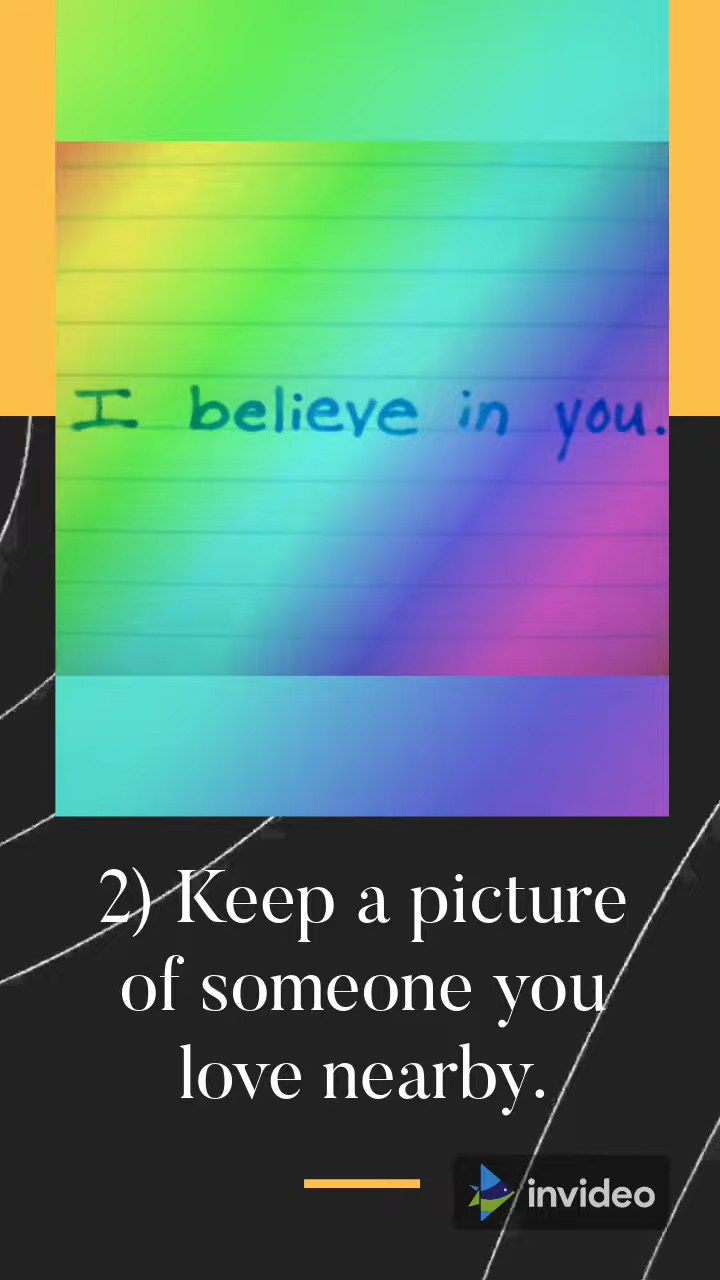 I believe in you.
2) Keep a picture
of someone you
love nearby.
invideo